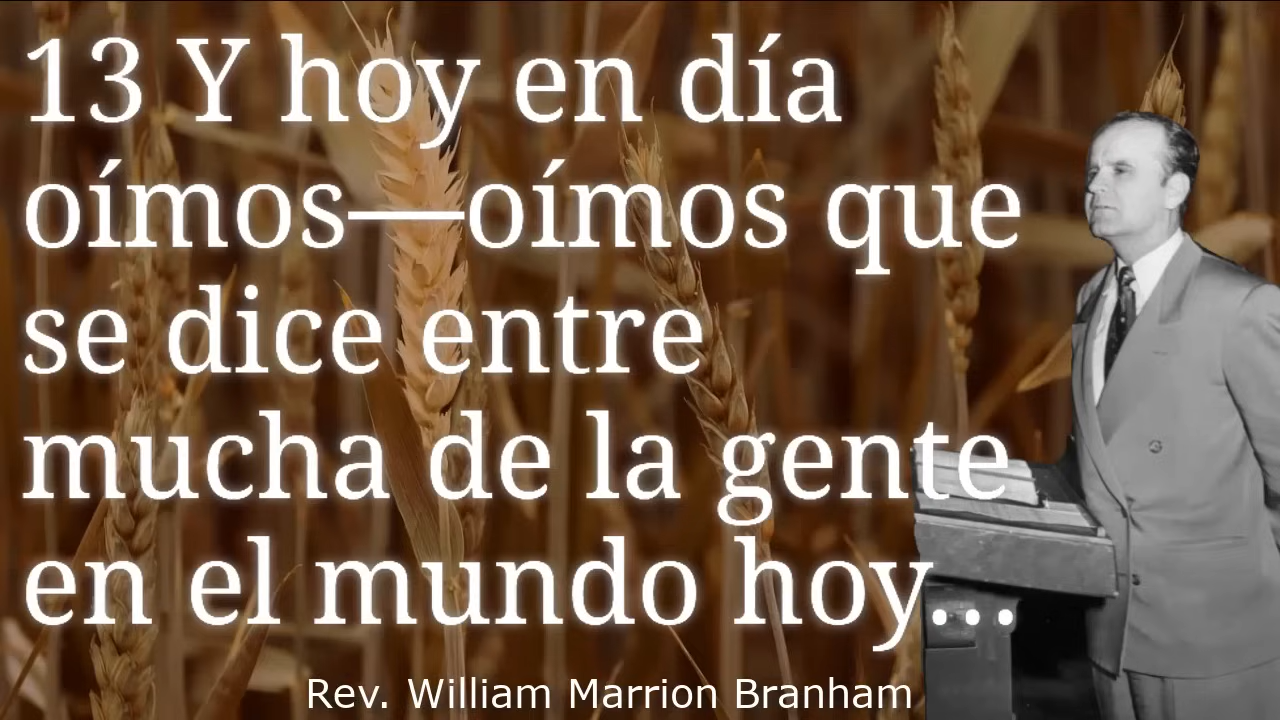 13 Y hoy en día
oímos—oímos que
se dice entre
mucha de la gente
en el mundo hoy...
Rev. William Marrion Branham